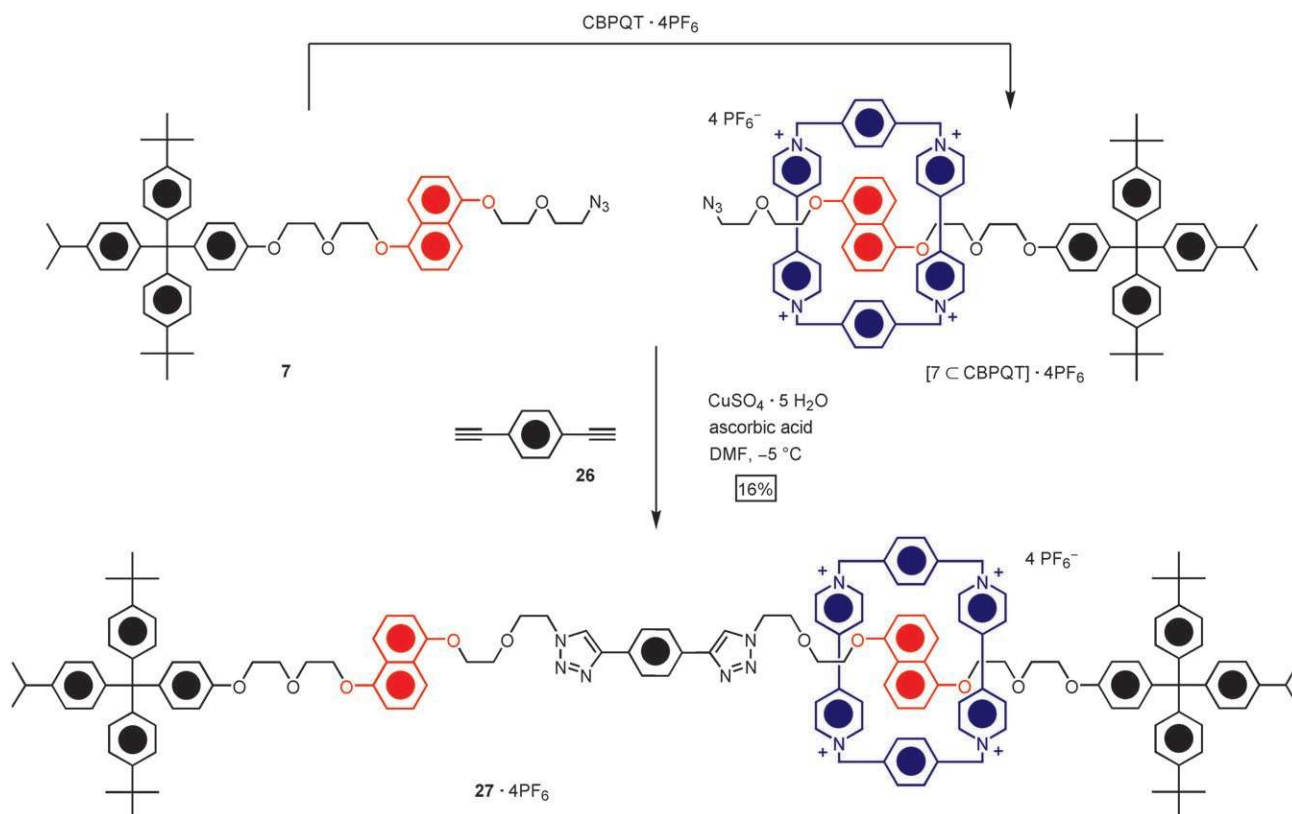 CBPQT · 4PF6
4 PF6–
+ N N +
O N3
O O
O O O
N3 O O
O O O
N N
+ +
7
[7 ⊂ CBPQT] · 4PF6
CuSO4 · 5 H2O
ascorbic acid
DMF, –5 °C
16%
26
4 PF6–
+ N N +
O O N N O O
N=N N=N
O O O
O O O
+ N N +
27 · 4PF6